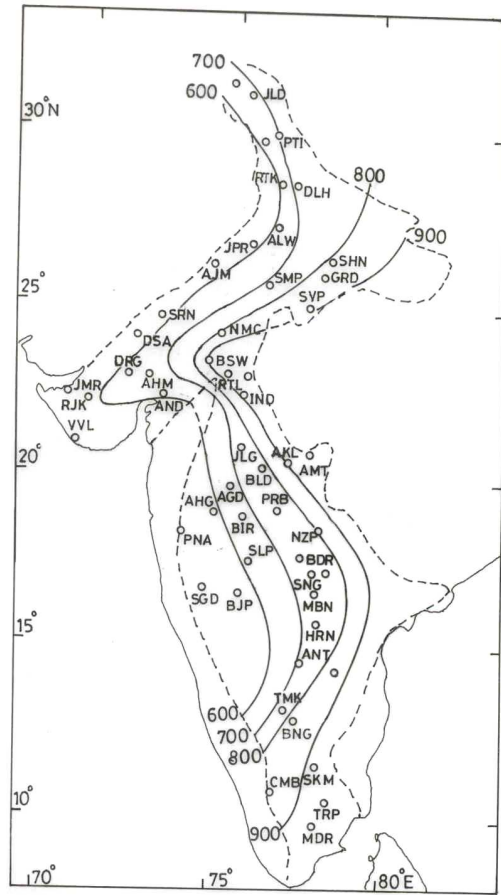 700
600
JLD
30°N
PTI
800
RTK
DLH
ALW
900
JPR
AJM
SHN
SMP
GRD
25°
SVP
SRN
NMC
DSA
BSW
DRG
JMR
AHM
RTL
RJK
AND
IND
VVL
20°
JLG
AKL
AMT
BLD
AHG
AGD
PRB
BIR
PNA
NZP
SLP
BDR
SNG
SGD
BJP
MBN
HRN
15°
ANT
TMK
600
700
BNG
800
SKM
CMB
10°
TRP
900
MDR
70°
75°
80°E